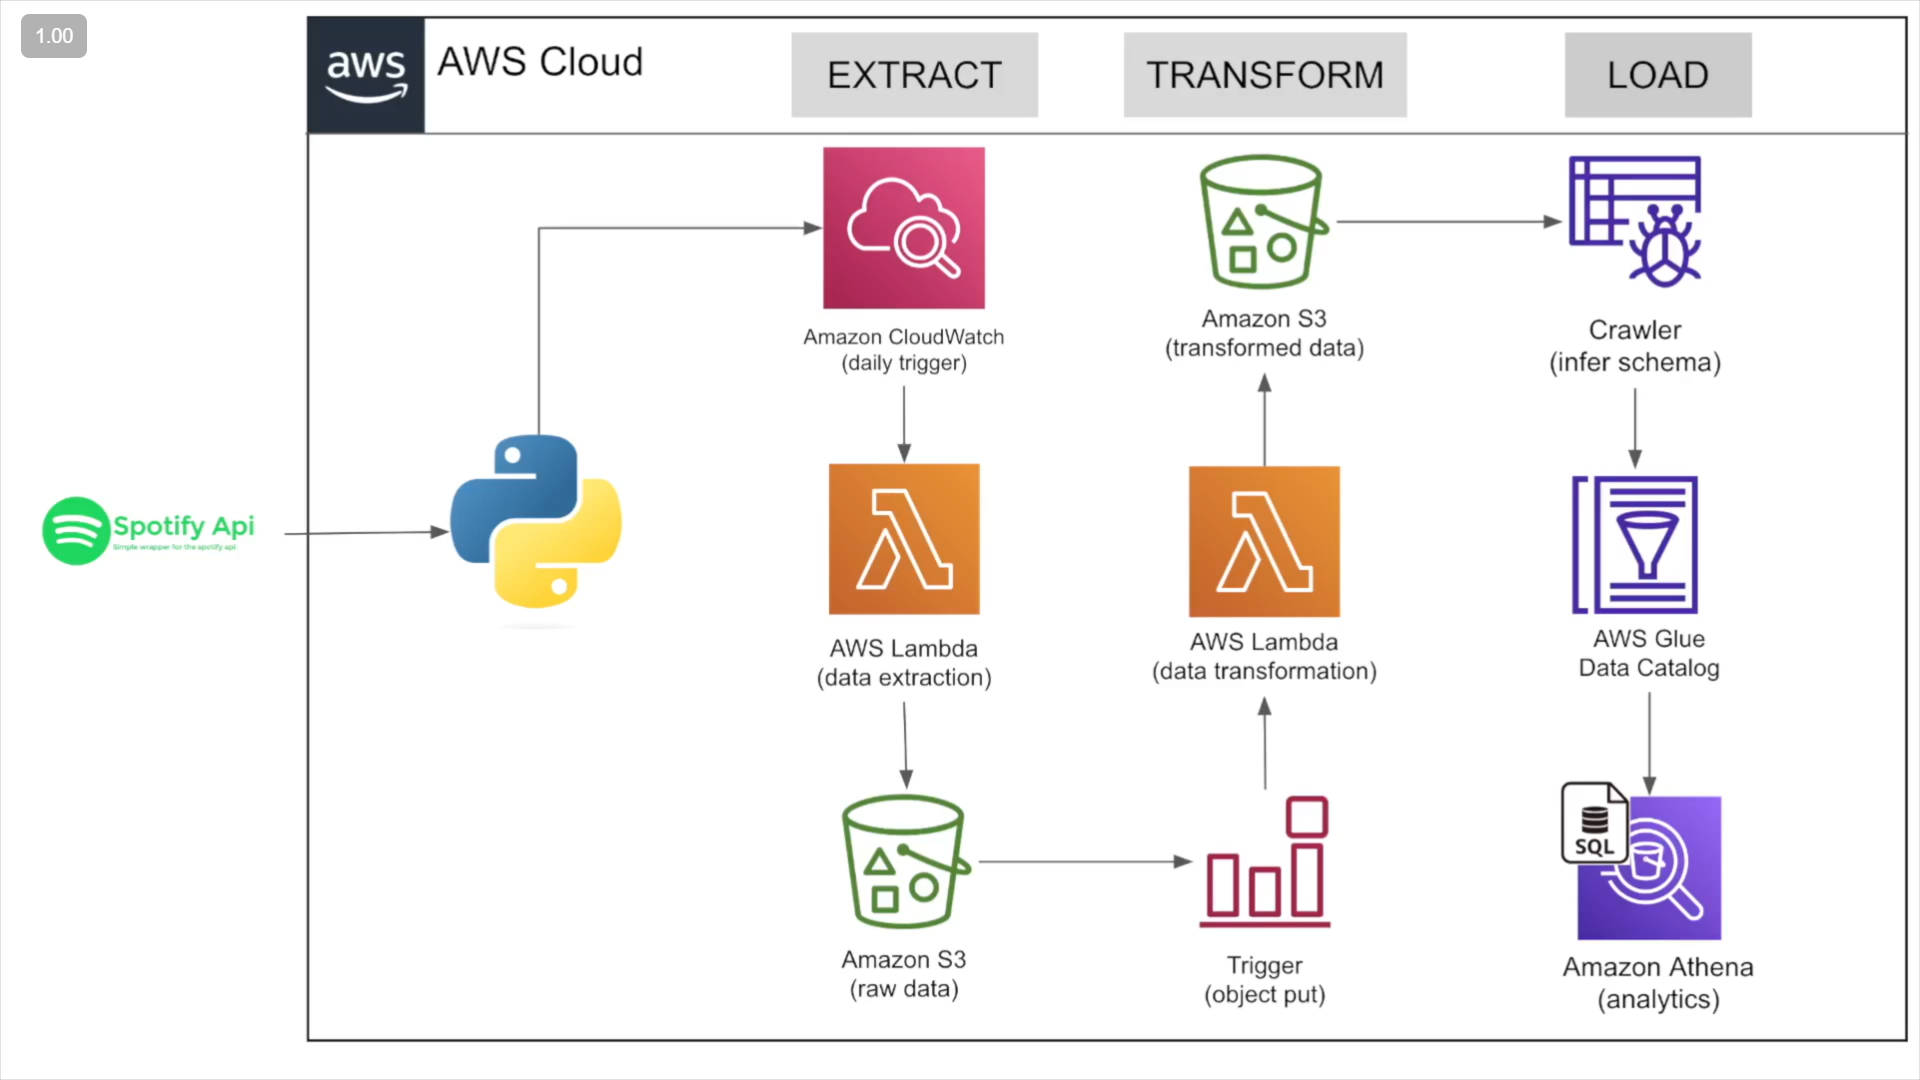 1.00
aws
AWS Cloud
EXTRACT
TRANSFORM
LOAD
Spotify Api
Simple wrapper for the spotify api
Amazon CloudWatch
(daily trigger)
AWS Lambda
(data extraction)
Amazon S3
(raw data)
Amazon S3
(transformed data)
AWS Lambda
(data transformation)
Trigger
(object put)
Crawler
(infer schema)
AWS Glue
Data Catalog
SQL
Amazon Athena
(analytics)